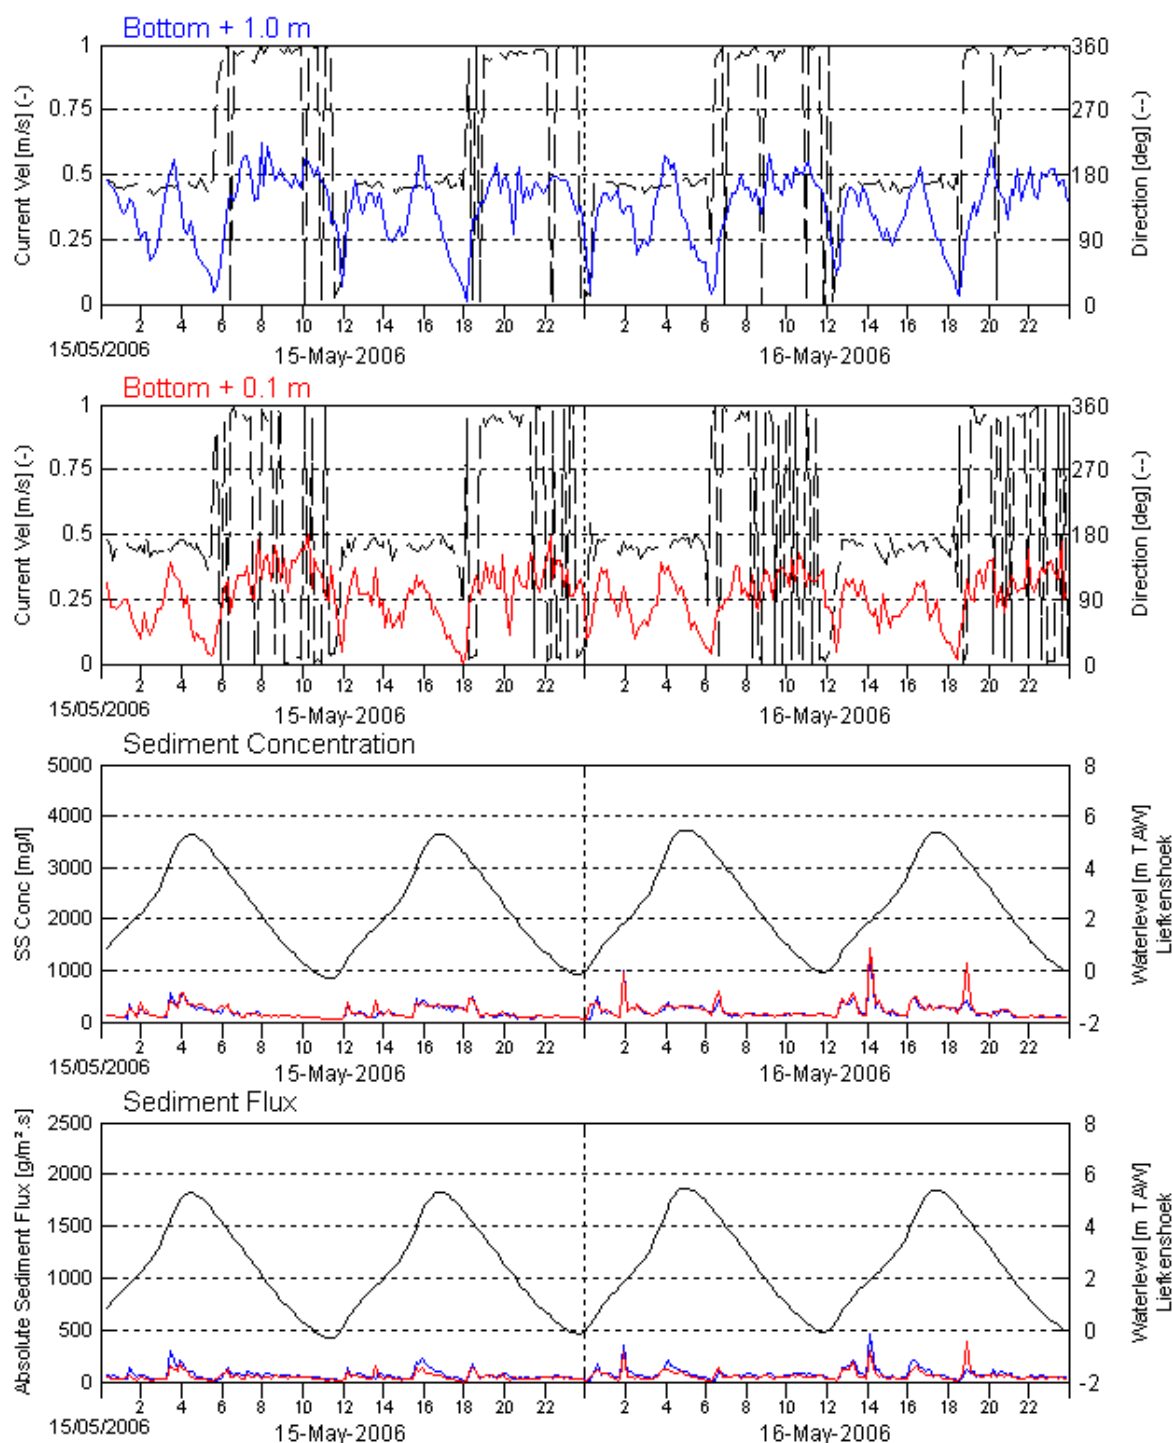 Bottom + 1.0 m
Current Vel [m/s] (-)
1
0.75
0.5
0.25
0
360
270
180
90
0
Direction [deg] (--)
2 4 6 8 10 12 14 16 18 20 22 2 4 6 8 10 12 14 16 18 20 22
15/05/2006
15-May-2006
16-May-2006
Bottom + 0.1 m
Current Vel [m/s] (-)
1
0.75
0.5
0.25
0
360
270
180
90
0
Direction [deg] (--)
2 4 6 8 10 12 14 16 18 20 22 2 4 6 8 10 12 14 16 18 20 22
15/05/2006
15-May-2006
16-May-2006
Sediment Concentration
SS Conc [mg/l]
5000
4000
3000
2000
1000
0
8
6
4
2
0
-2
Waterlevel [m TAW]
Liefkenshoek
2 4 6 8 10 12 14 16 18 20 22 2 4 6 8 10 12 14 16 18 20 22
15/05/2006
15-May-2006
16-May-2006
Sediment Flux
Absolute Sediment Flux [g/m².s]
2500
2000
1500
1000
500
0
8
6
4
2
0
-2
Waterlevel [m TAW]
Liefkenshoek
2 4 6 8 10 12 14 16 18 20 22 2 4 6 8 10 12 14 16 18 20 22
15/05/2006
15-May-2006
16-May-2006